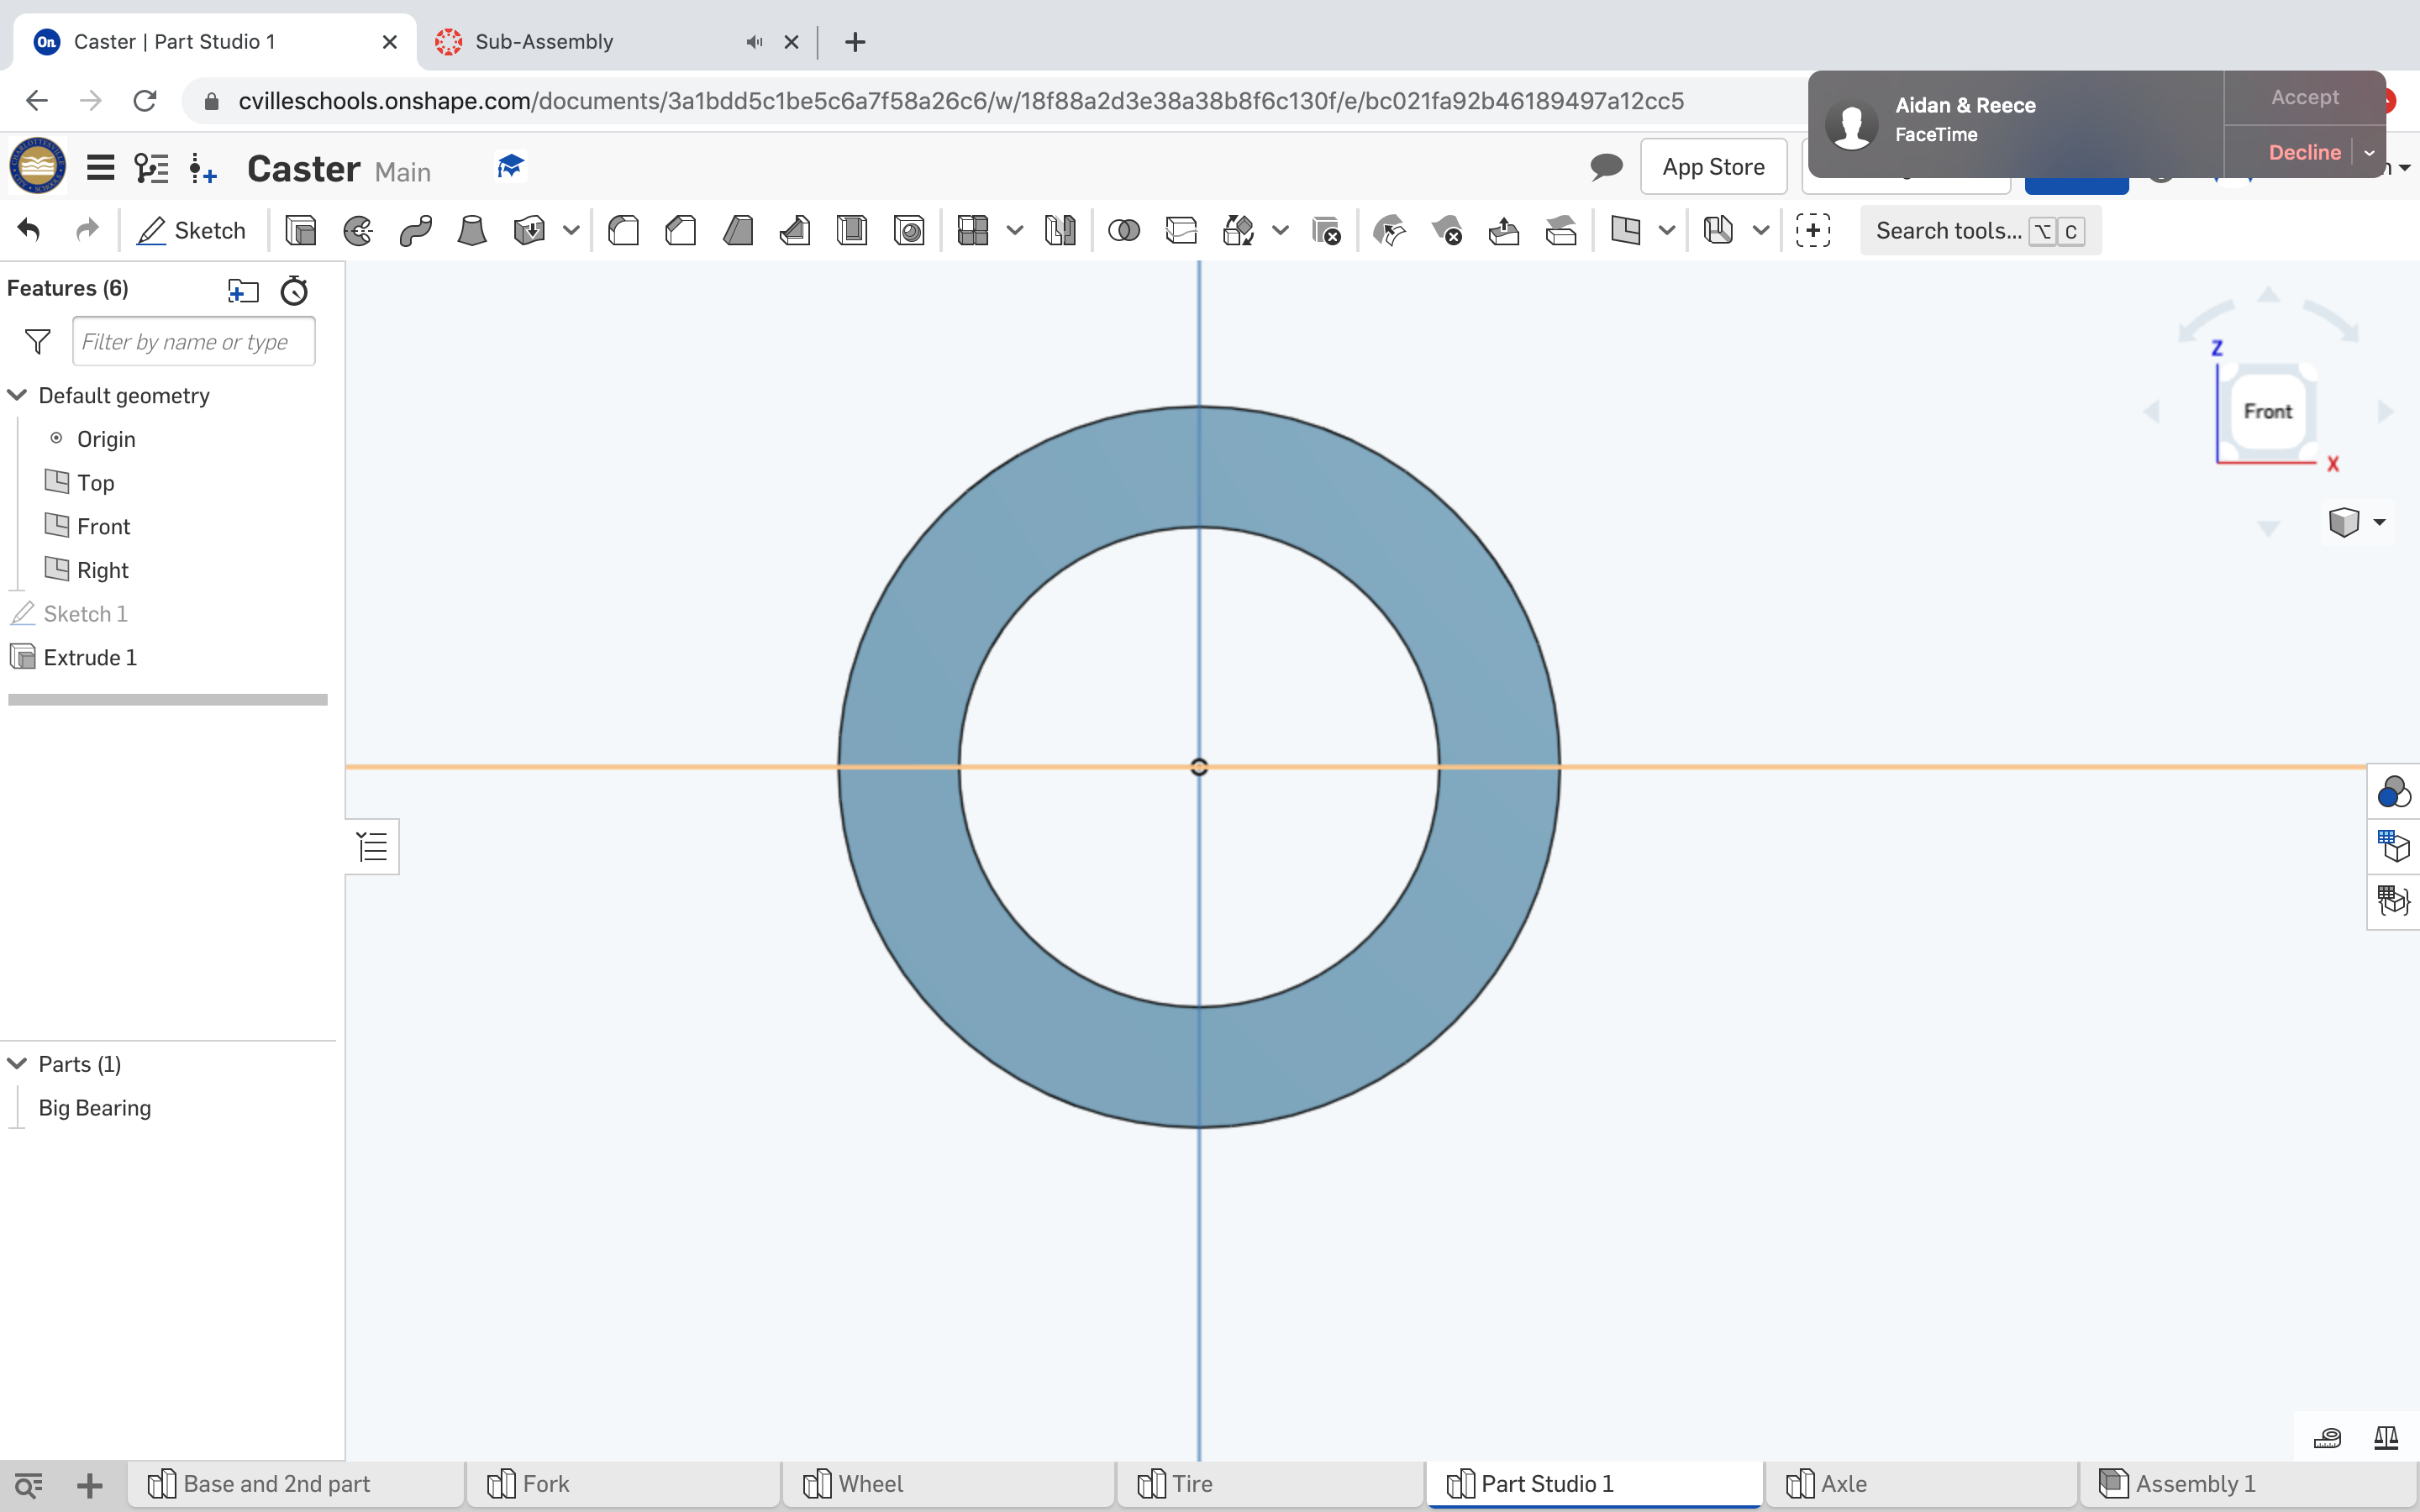 On Caster | Part Studio 1
Sub-Assembly
cvilleschools.onshape.com/documents/3a1bdd5c1be5c6a7f58a26c6/w/18f88a2d3e38a38b8f6c130f/e/bc021fa92b46189497a12cc5
Aidan & Reece
FaceTime
Accept
Decline
Caster Main
App Store
Sketch
Search tools... ⌥ C
Features (6)
Filter by name or type
Default geometry
Origin
Top
Front
Right
Sketch 1
Extrude 1
Z
Front
X
Parts (1)
Big Bearing
Base and 2nd part
Fork
Wheel
Tire
Part Studio 1
Axle
Assembly 1